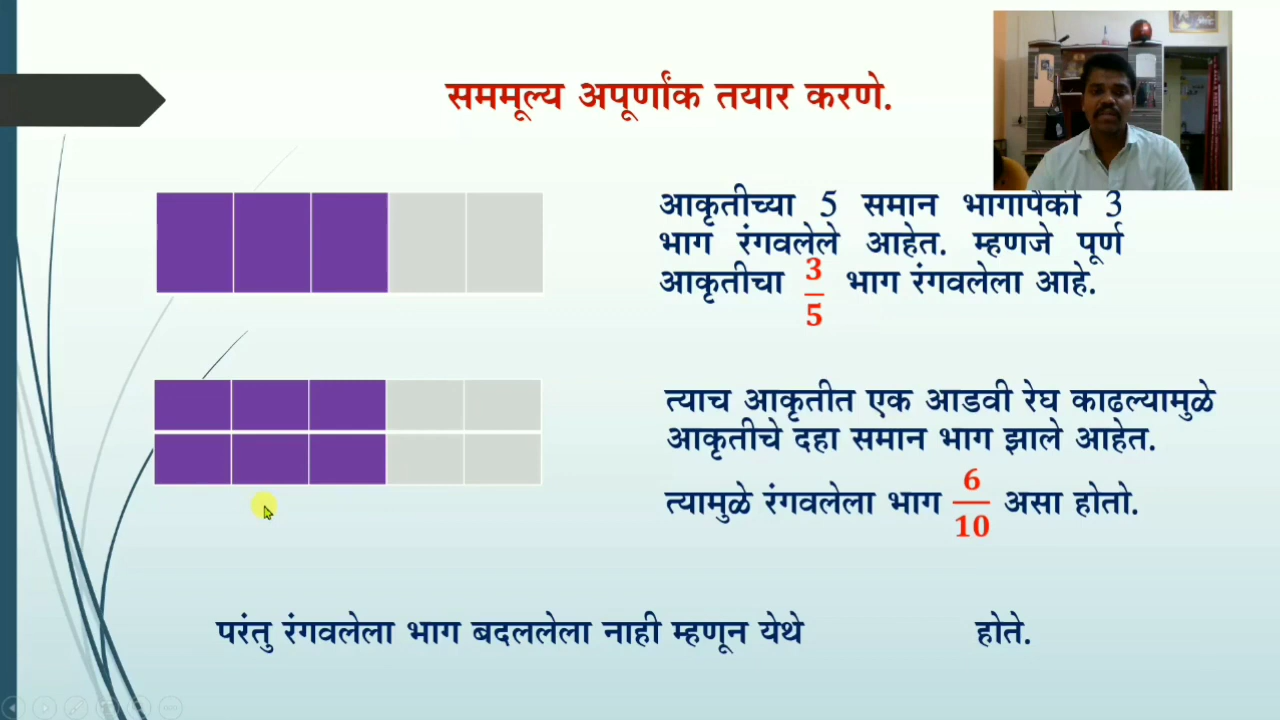 सममूल्य अपूर्णांक तयार करणे.
आकृतीच्या 5 समान भागांपैकी 3
भाग रंगवलेले आहेत. म्हणजे पूर्ण
आकृतीचा 3/5 भाग रंगवलेला आहे.
त्याच आकृतीत एक आडवी रेघ काढल्यामुळे
आकृतीचे दहा समान भाग झाले आहेत.
त्यामुळे रंगवलेला भाग 6/10 असा होतो.
परंतु रंगवलेला भाग बदललेला नाही म्हणून येथे होते.